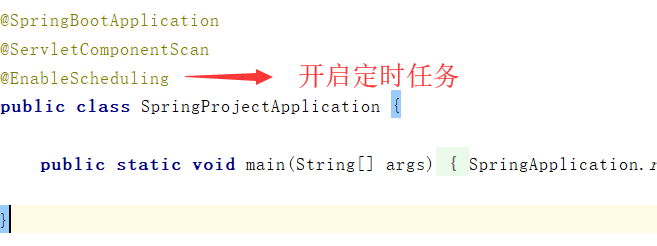 @SpringBootApplication
@ServletComponentScan
@EnableScheduling 开启定时任务
public class SpringProjectApplication {
public static void main(String[] args) { SpringApplication.r
}